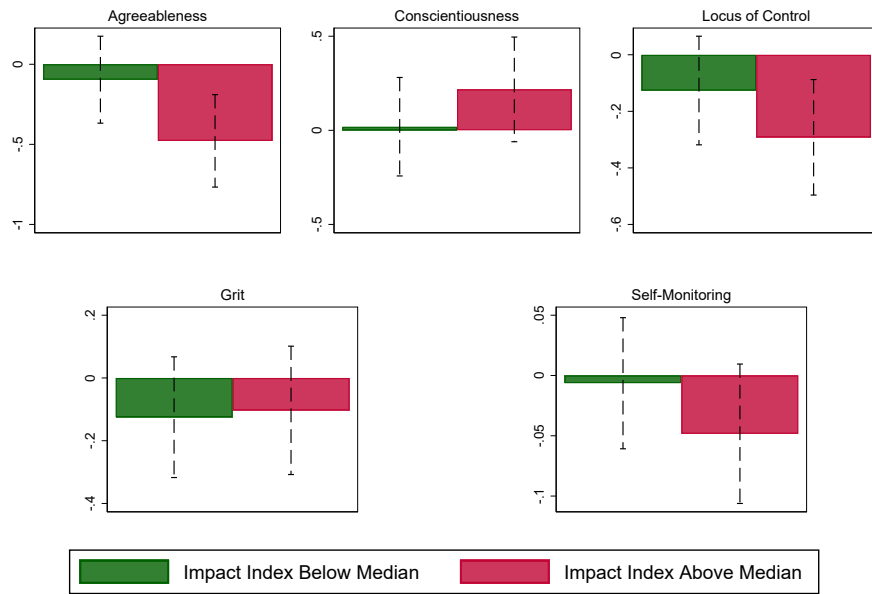 Agreeableness
0
-.5
-1
Conscientiousness
.5
0
-.5
Locus of Control
0
-.2
-.4
-.6
Grit
.2
0
-.2
-.4
Self-Monitoring
.05
0
-.05
-.1
Impact Index Below Median
Impact Index Above Median